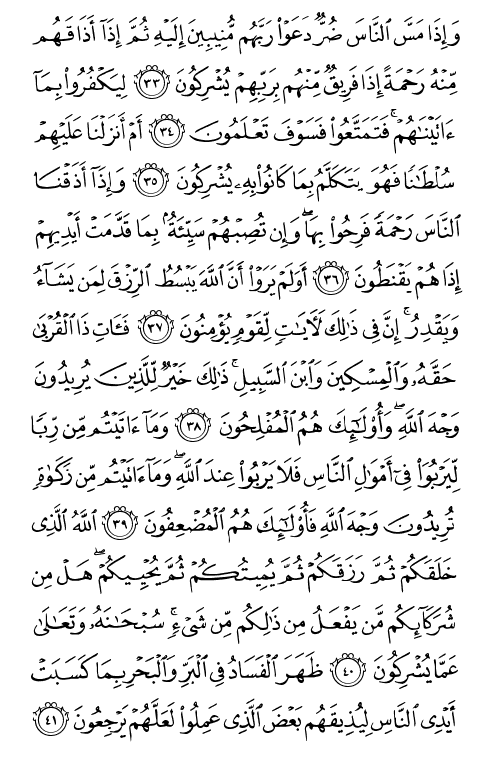 وَإِذَا مَسَّ ٱلنَّاسَ ضُرٌّ دَعَوْا۟ رَبَّهُم مُّنِيبِينَ إِلَيْهِ ثُمَّ إِذَآ أَذَاقَهُم
مِّنْهُ رَحْمَةً إِذَا فَرِيقٌ مِّنْهُم بِرَبِّهِمْ يُشْرِكُونَ ٣٣ لِيَكْفُرُوا۟ بِمَآ
ءَاتَيْنَٰهُمْ ۚ فَتَمَتَّعُوا۟ فَسَوْفَ تَعْلَمُونَ ٣٤ أَمْ أَنزَلْنَا عَلَيْهِمْ
سُلْطَٰنًا فَهُوَ يَتَكَلَّمُ بِمَا كَانُوا۟ بِهِۦ يُشْرِكُونَ ٣٥ وَإِذَآ أَذَقْنَا
ٱلنَّاسَ رَحْمَةً فَرِحُوا۟ بِهَا ۖ وَإِن تُصِبْهُمْ سَيِّئَةٌۢ بِمَا قَدَّمَتْ أَيْدِيهِمْ
إِذَا هُمْ يَقْنَطُونَ ٣٦ أَوَلَمْ يَرَوْا۟ أَنَّ ٱللَّهَ يَبْسُطُ ٱلرِّزْقَ لِمَن يَشَآءُ
وَيَقْدِرُ ۚ إِنَّ فِى ذَٰلِكَ لَءَايَٰتٍ لِّقَوْمٍ يُؤْمِنُونَ ٣٧ فَـَٔاتِ ذَا ٱلْقُرْبَىٰ
حَقَّهُۥ وَٱلْمِسْكِينَ وَٱبْنَ ٱلسَّبِيلِ ۚ ذَٰلِكَ خَيْرٌ لِّلَّذِينَ يُرِيدُونَ
وَجْهَ ٱللَّهِ ۖ وَأُو۟لَٰٓئِكَ هُمُ ٱلْمُفْلِحُونَ ٣٨ وَمَآ ءَاتَيْتُم مِّن رِّبًا
لِّيَرْبُوَا۟ فِىٓ أَمْوَٰلِ ٱلنَّاسِ فَلَا يَرْبُوا۟ عِندَ ٱللَّهِ ۖ وَمَآ ءَاتَيْتُم مِّن زَكَوٰةٍ
تُرِيدُونَ وَجْهَ ٱللَّهِ فَأُو۟لَٰٓئِكَ هُمُ ٱلْمُضْعِفُونَ ٣٩ ٱللَّهُ ٱلَّذِى
خَلَقَكُمْ ثُمَّ رَزَقَكُمْ ثُمَّ يُمِيتُكُمْ ثُمَّ يُحْيِيكُمْ ۖ هَلْ مِن
شُرَكَآئِكُم مَّن يَفْعَلُ مِن ذَٰلِكُم مِّن شَىْءٍ ۚ سُبْحَٰنَهُۥ وَتَعَٰلَىٰ
عَمَّا يُشْرِكُونَ ٤٠ ظَهَرَ ٱلْفَسَادُ فِى ٱلْبَرِّ وَٱلْبَحْرِ بِمَا كَسَبَتْ
أَيْدِى ٱلنَّاسِ لِيُذِيقَهُم بَعْضَ ٱلَّذِى عَمِلُوا۟ لَعَلَّهُمْ يَرْجِعُونَ ٤١